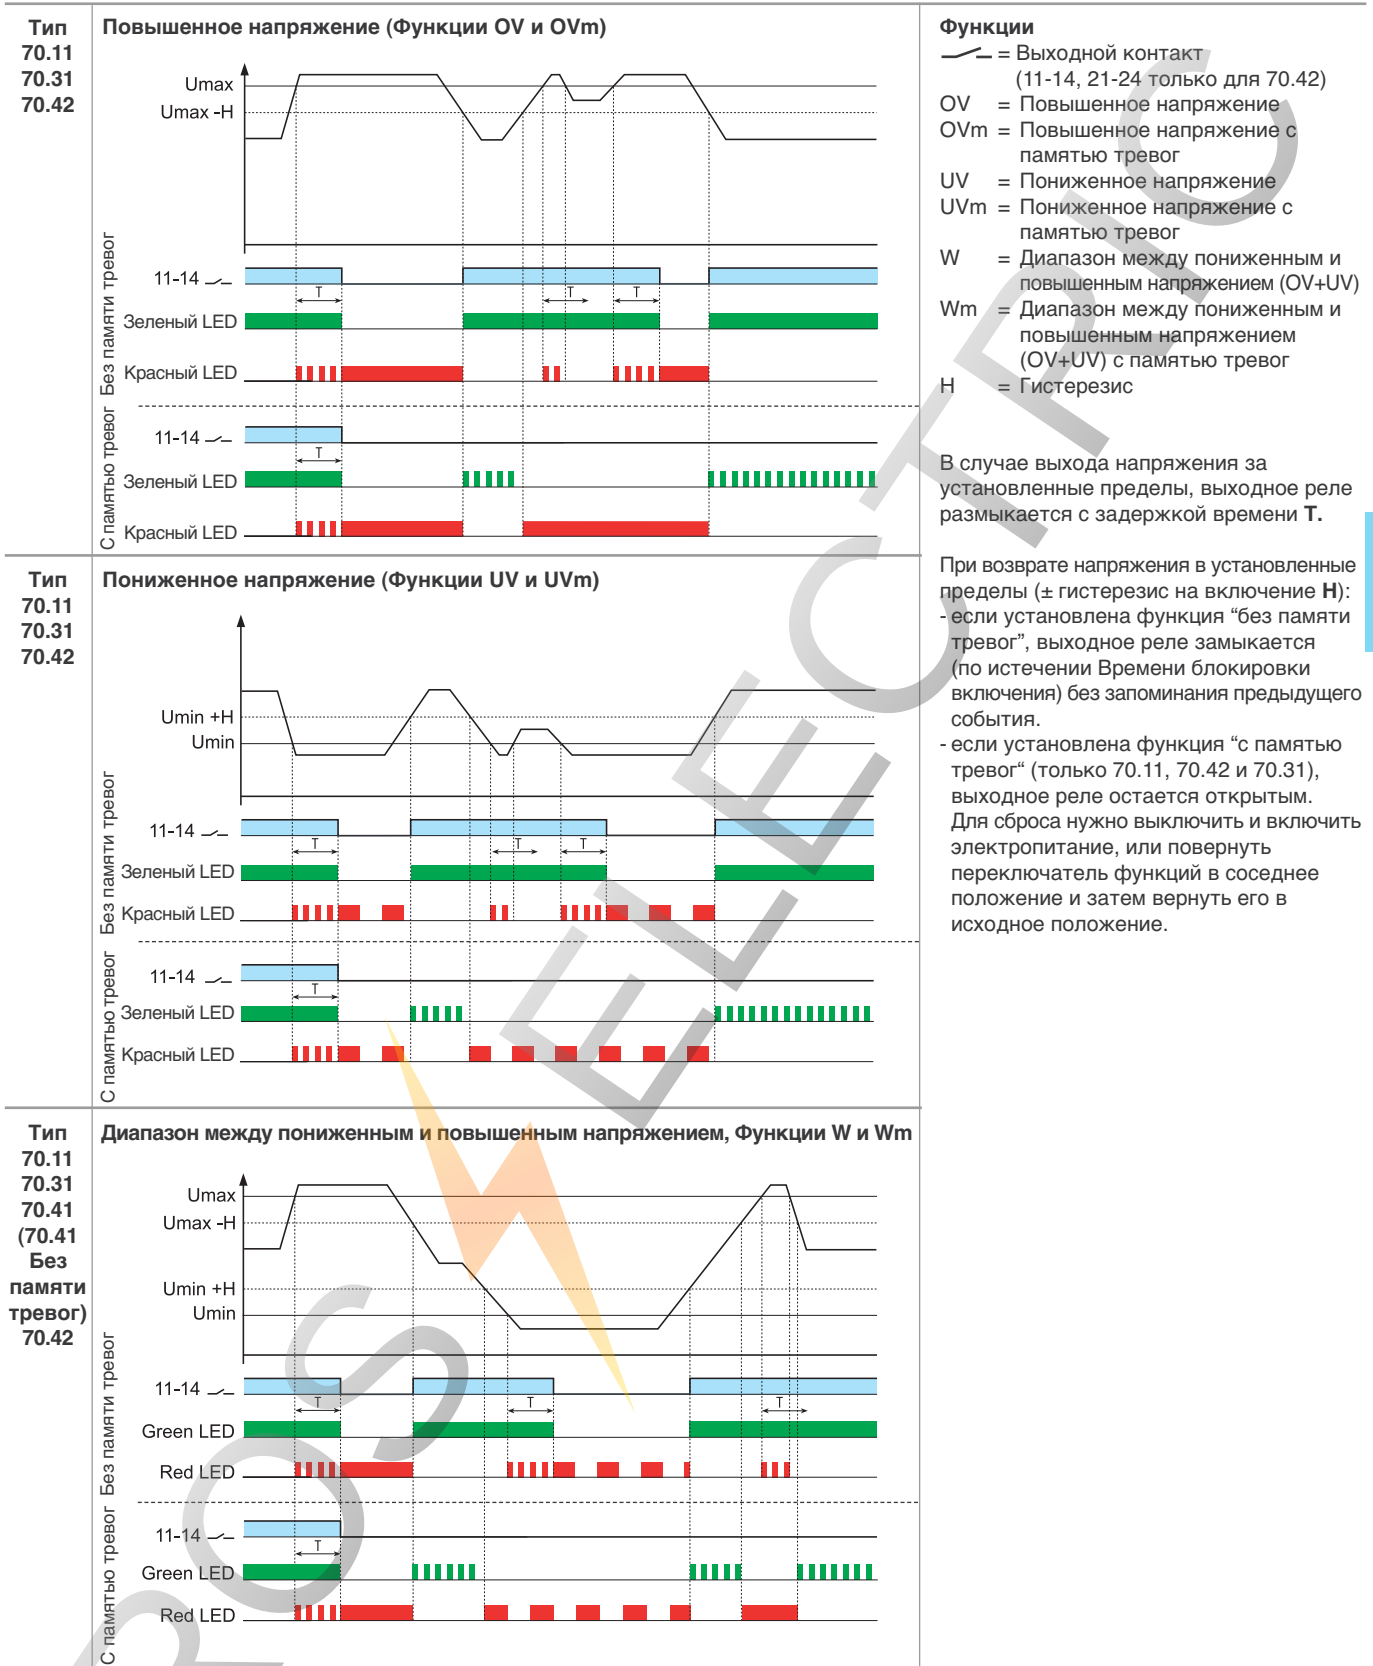 Тип
70.11
70.31
70.42
Повышенное напряжение (Функции OV и OVm)
Umax
Umax -H
Без памяти тревог
11-14
T
T
T
Зеленый LED
Красный LED
С памятью тревог
11-14
T
Зеленый LED
Красный LED
Тип
70.11
70.31
70.42
Пониженное напряжение (Функции UV и UVm)
Umin +H
Umin
Без памяти тревог
11-14
T
T
T
Зеленый LED
Красный LED
С памятью тревог
11-14
T
Зеленый LED
Красный LED
Тип
70.11
70.31
70.41
(70.41
Без
памяти
тревог)
70.42
Диапазон между пониженным и повышенным напряжением, Функции W и Wm
Umax
Umax -H
Umin +H
Umin
Без памяти тревог
11-14
T
T
T
Green LED
Red LED
С памятью тревог
11-14
T
Green LED
Red LED
Функции
= Выходной контакт
(11-14, 21-24 только для 70.42)
OV = Повышенное напряжение
OVm = Повышенное напряжение с
памятью тревог
UV = Пониженное напряжение
UVm = Пониженное напряжение с
памятью тревог
W = Диапазон между пониженным и
повышенным напряжением (OV+UV)
Wm = Диапазон между пониженным и
повышенным напряжением
(OV+UV) с памятью тревог
H = Гистерезис
В случае выхода напряжения за
установленные пределы, выходное реле
размыкается с задержкой времени T.
При возврате напряжения в установленные
пределы (± гистерезис на включение H):
- если установлена функция “без памяти
тревог”, выходное реле замыкается
(по истечении Времени блокировки
включения) без запоминания предыдущего
события.
- если установлена функция “с памятью
тревог“ (только 70.11, 70.42 и 70.31),
выходное реле остается открытым.
Для сброса нужно выключить и включить
электропитание, или повернуть
переключатель функций в соседнее
положение и затем вернуть его в
исходное положение.
ROS ELECTRIC